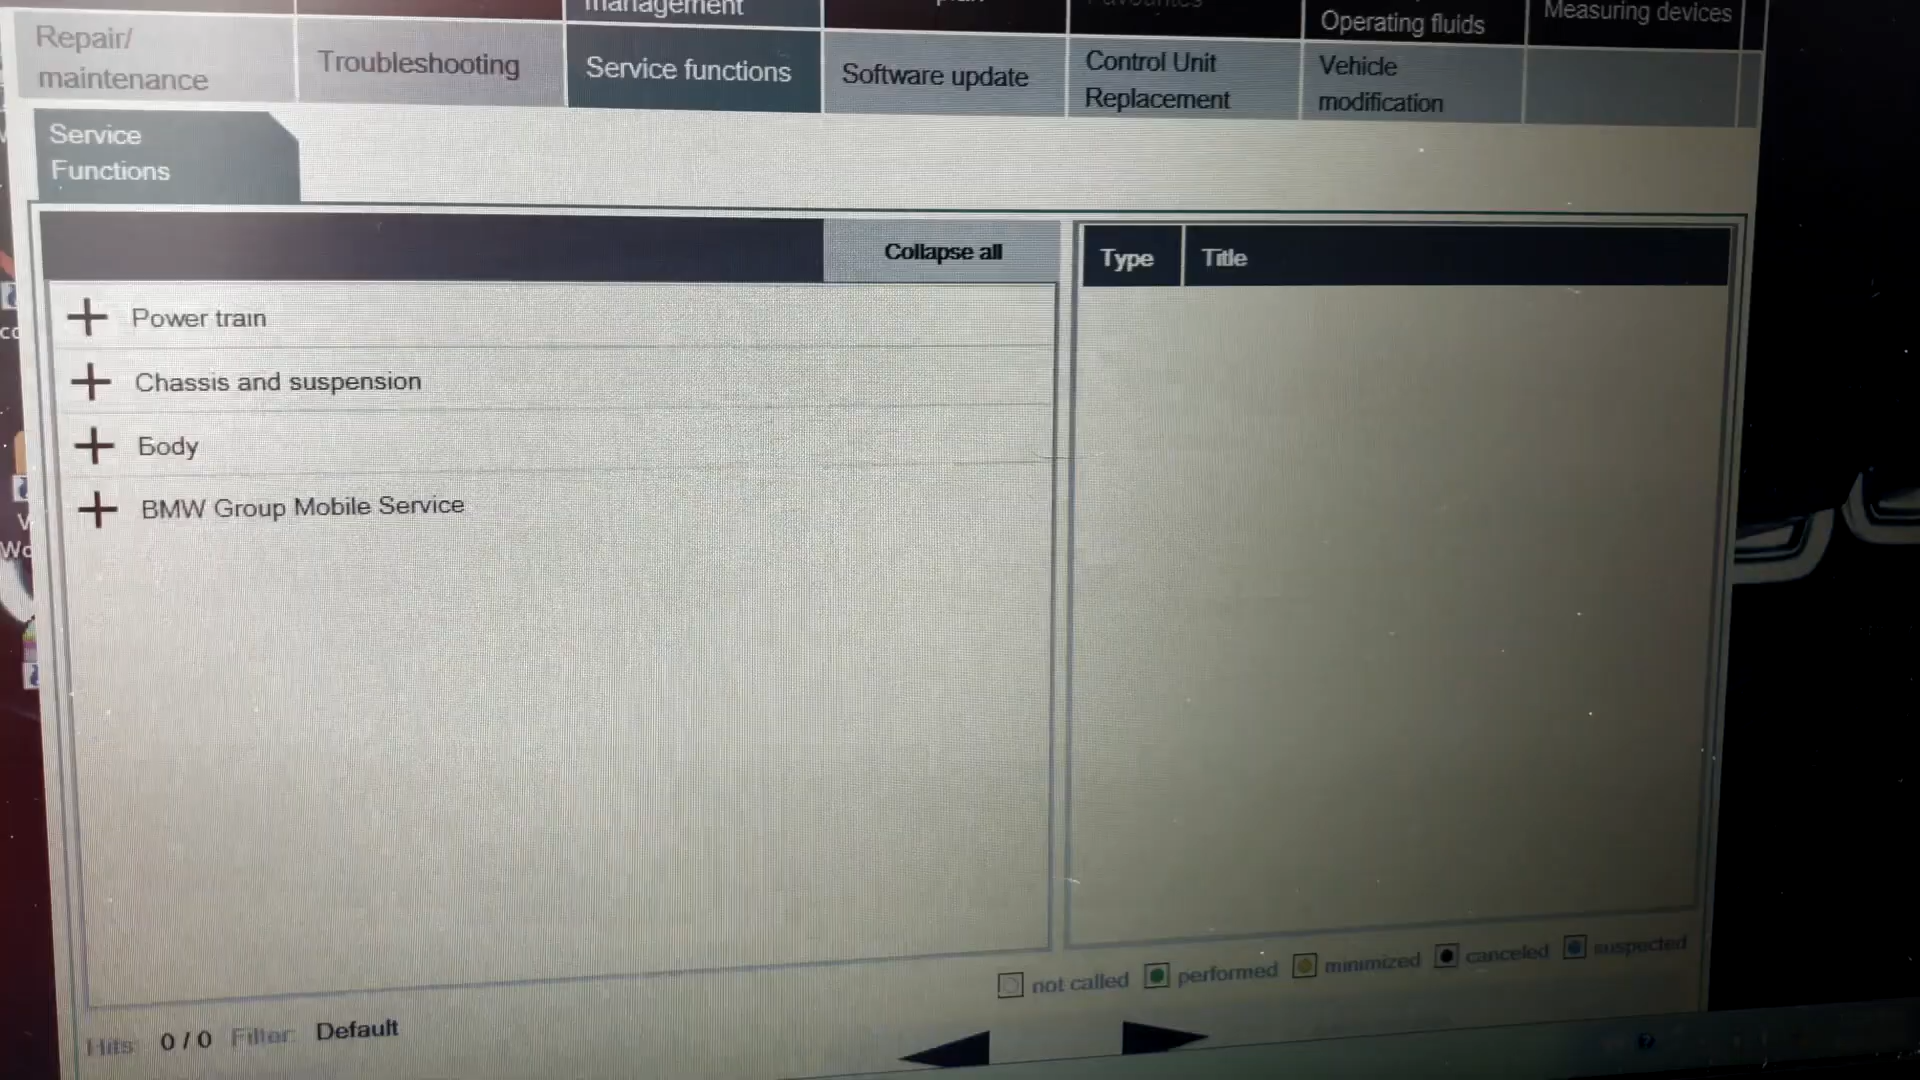 management
Operating fluids
Measuring devices
Repair/
maintenance
Troubleshooting
Service functions
Software update
Control Unit
Replacement
Vehicle
modification
Service
Functions
Collapse all
Type
Title
Power train
Chassis and suspension
Body
BMW Group Mobile Service
not called
performed
minimized
canceled
suspected
Hits: 0 / 0 Filter: Default